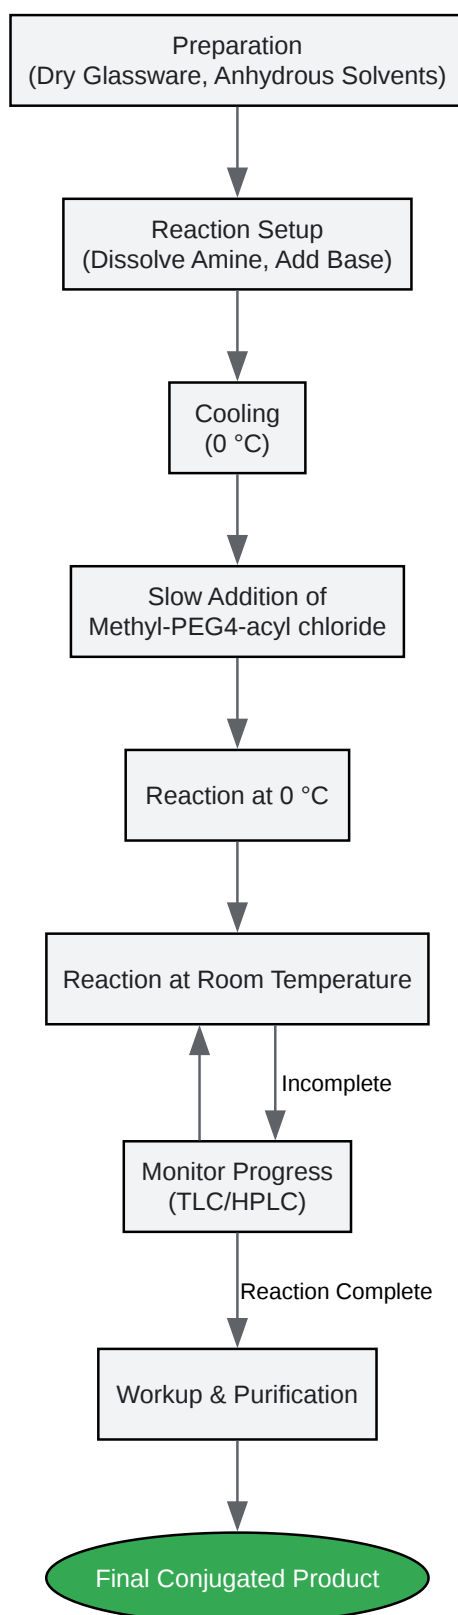 Preparation
(Dry Glassware, Anhydrous Solvents)
Reaction Setup
(Dissolve Amine, Add Base)
Cooling
(0 °C)
Slow Addition of
Methyl-PEG4-acyl chloride
Reaction at 0 °C
Reaction at Room Temperature
Incomplete
Monitor Progress
(TLC/HPLC)
Reaction Complete
Workup & Purification
Final Conjugated Product